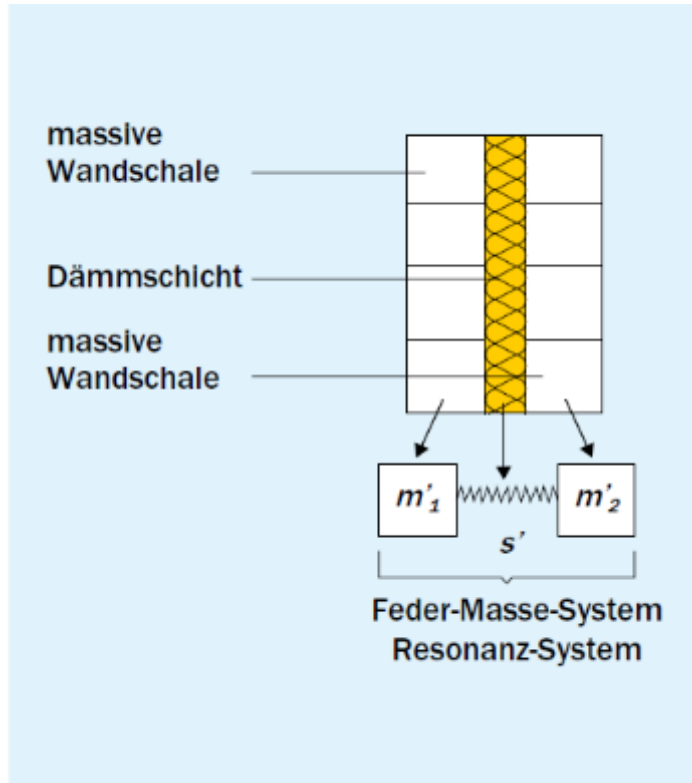 massive
Wandschale
Dämmschicht
massive
Wandschale
m'₁
m'₂
s'
Feder-Masse-System
Resonanz-System